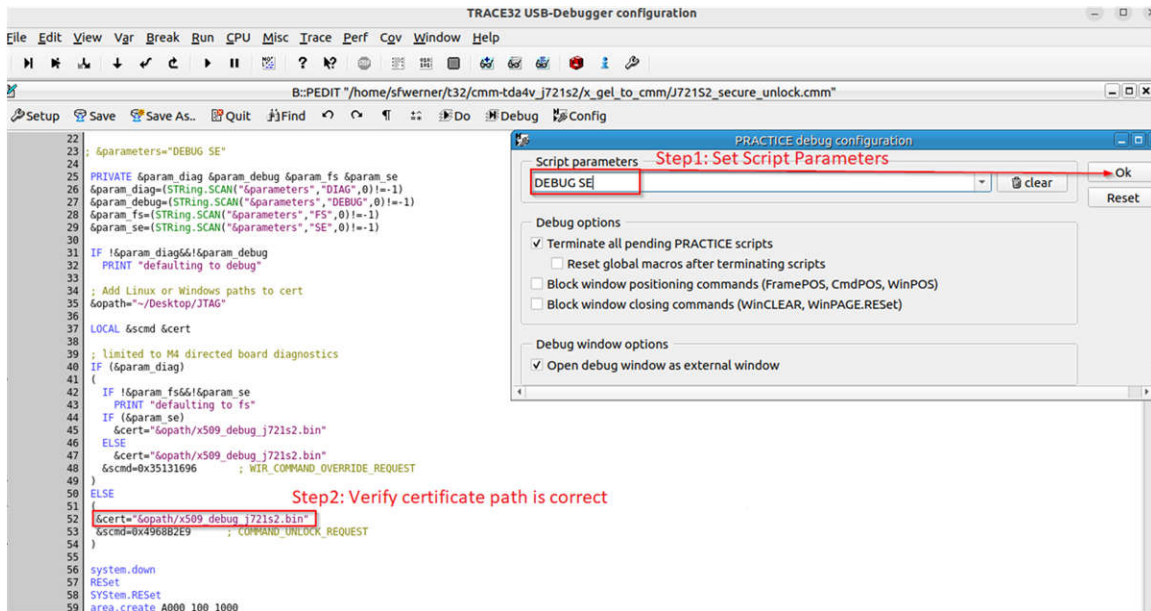 TRACE32 USB-Debugger configuration
File Edit View Var Break Run CPU Misc Trace Perf Cov Window Help
B::PEDIT "/home/sfwerner/t32/cmm-tda4v_j721s2/x_gel_to_cmm/J721S2_secure_unlock.cmm"
Setup Save Save As.. Quit Find Do Debug Config
22
23 ; &parameters="DEBUG SE"
24
25 PRIVATE &param_diag &param_debug &param_fs &param_se
26 &param_diag=(STRing.SCAN("&parameters","DIAG",0)!=-1)
27 &param_debug=(STRing.SCAN("&parameters","DEBUG",0)!=-1)
28 &param_fs=(STRing.SCAN("&parameters","FS",0)!=-1)
29 &param_se=(STRing.SCAN("&parameters","SE",0)!=-1)
30
31 IF !&param_diag&&!&param_debug
32 PRINT "defaulting to debug"
33
34 ; Add Linux or Windows paths to cert
35 &opath="~/Desktop/JTAG"
36
37 LOCAL &scmd &cert
38
39 ; limited to M4 directed board diagnostics
40 IF (&param_diag)
41 (
42 IF !&param_fs&&!&param_se
43 PRINT "defaulting to fs"
44 IF (&param_se)
45 &cert="&opath/x509_debug_j721s2.bin"
46 ELSE
47 &cert="&opath/x509_debug_j721s2.bin"
48 &scmd=0x35131696 ; WIR_COMMAND_OVERRIDE_REQUEST
49 )
50 ELSE
Step2: Verify certificate path is correct
51 (
52 &cert="&opath/x509_debug_j721s2.bin"
53 &scmd=0x4968B2E9 ; COMMAND_UNLOCK_REQUEST
54 )
55
56 system.down
57 RESet
58 SYStem.RESet
59 area.create A000 100 1000
PRACTICE debug configuration
Script parameters
Step1: Set Script Parameters
DEBUG SE
clear
Ok
Reset
Debug options
Terminate all pending PRACTICE scripts
Reset global macros after terminating scripts
Block window positioning commands (FramePOS, CmdPOS, WinPOS)
Block window closing commands (WinCLEAR, WinPAGE.RESet)
Debug window options
Open debug window as external window